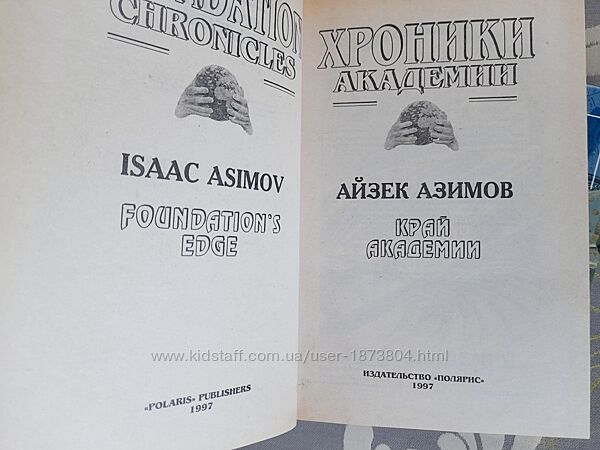 FOUNDATION
CHRONICLES
ISAAC ASIMOV
FOUNDATION'S
EDGE
«POLARIS» PUBLISHERS
1997
ХРОНИКИ
АКАДЕМИИ
АЙЗЕК АЗИМОВ
КРАЙ
АКАДЕМИИ
ИЗДАТЕЛЬСТВО «ПОЛЯРИС»
1997
www.kidstaff.com.ua/user-1873804.html